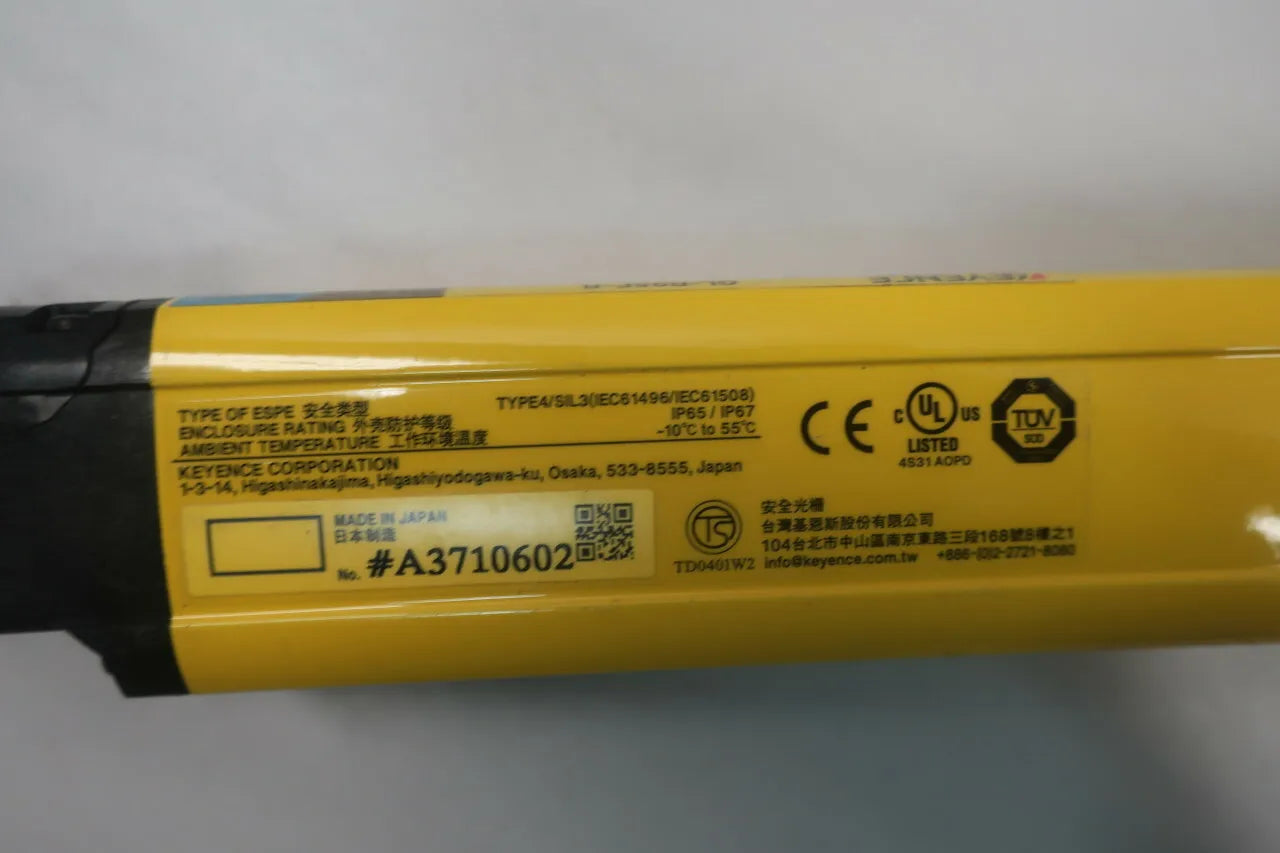 KEYENCE
TYPE OF ESPE 安全类型 TYPE4/SIL3(IEC61496/IEC61508)
ENCLOSURE RATING 外壳防护等级 IP65 / IP67
AMBIENT TEMPERATURE 工作环境温度 -10℃ to 55℃
KEYENCE CORPORATION
1-3-14, Higashinakajima, Higashiyodogawa-ku, Osaka, 533-8555, Japan
MADE IN JAPAN
日本制造
No. #A3710602
CE
C UL US
LISTED
4S31 AOPD
TÜV
SÜD
TS
TD0401W2
安全光柵
台灣基恩斯股份有限公司
104台北市中山區南京東路三段168號8樓之1
info@keyence.com.tw +886-(0)2-2721-8080